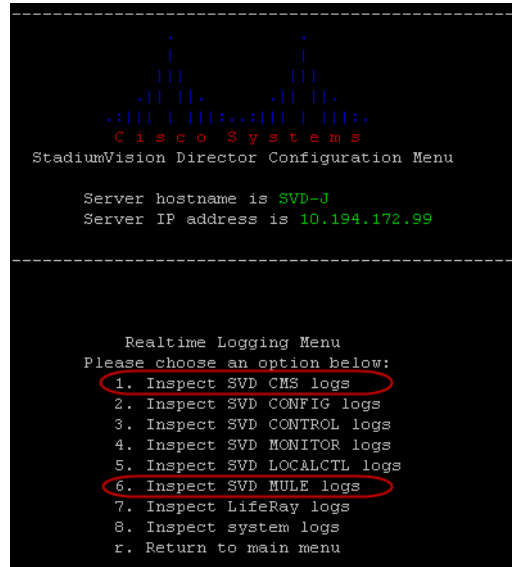 Cisco Systems
StadiumVision Director Configuration Menu
Server hostname is SVD-J
Server IP address is 10.194.172.99
Realtime Logging Menu
Please choose an option below:
1. Inspect SVD CMS logs
2. Inspect SVD CONFIG logs
3. Inspect SVD CONTROL logs
4. Inspect SVD MONITOR logs
5. Inspect SVD LOCALCTL logs
6. Inspect SVD MULE logs
7. Inspect LifeRay logs
8. Inspect system logs
r. Return to main menu